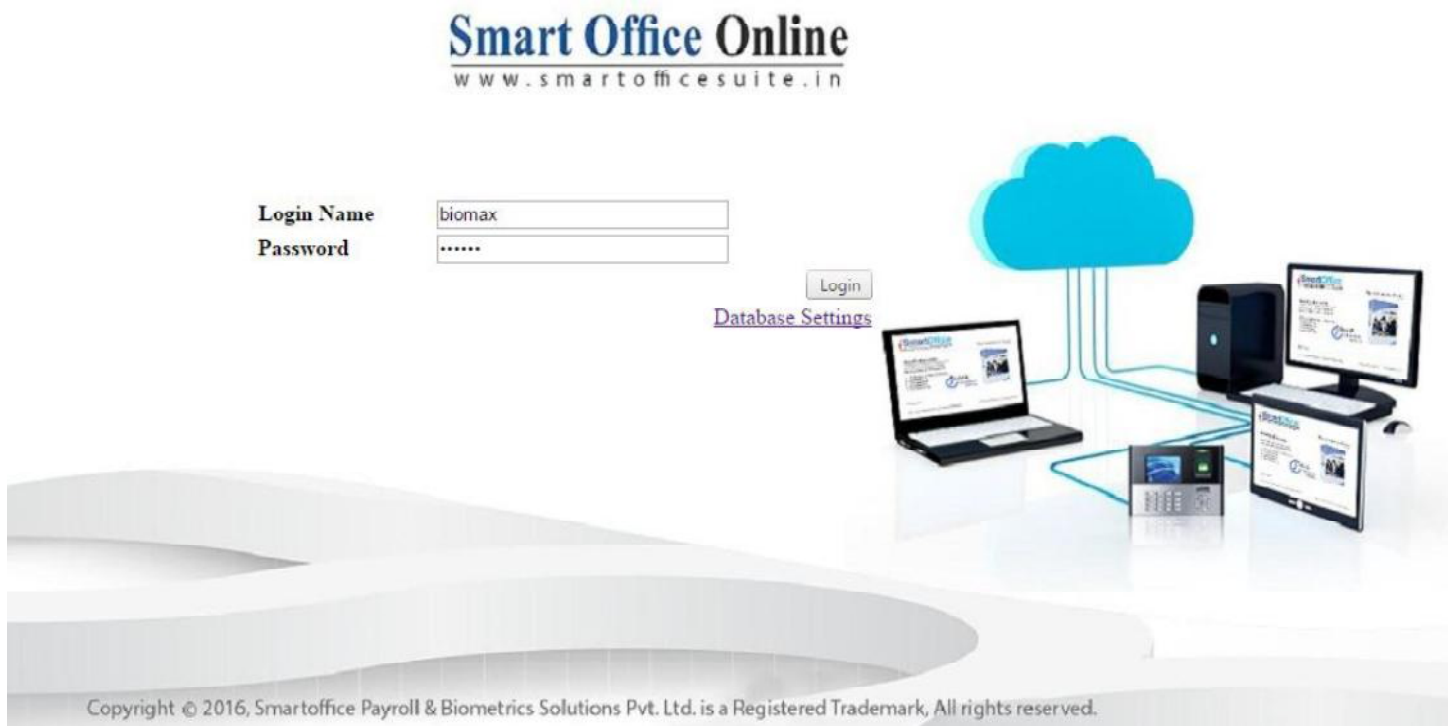 Smart Office Online
www.smartofficesuite.in
Login Name biomax
Password ••••••
Login
Database Settings
Copyright © 2016, Smartoffice Payroll & Biometrics Solutions Pvt. Ltd. is a Registered Trademark, All rights reserved.